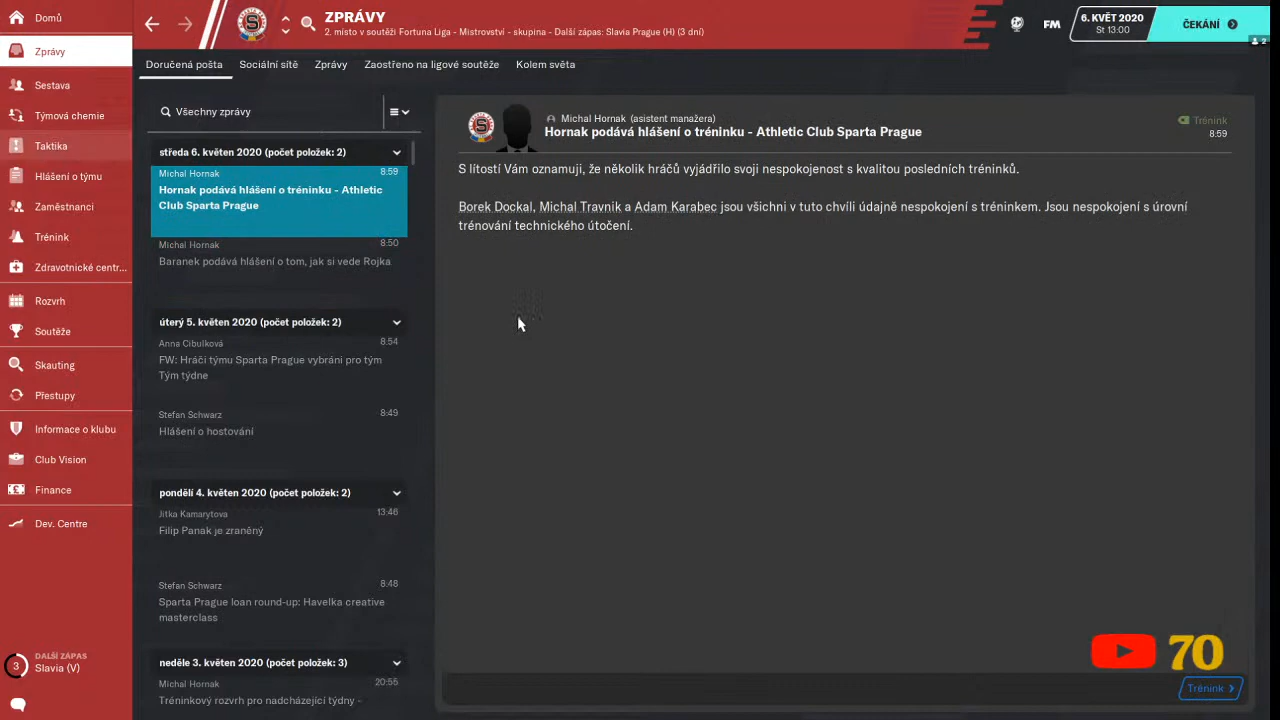 Domů
Zprávy
Sestava
Týmová chemie
Taktika
Hlášení o týmu
Zaměstnanci
Trénink
Zdravotnické centr...
Rozvrh
Soutěže
Skauting
Přestupy
Informace o klubu
Club Vision
Finance
Dev. Centre
3
DALŠÍ ZÁPAS
Slavia (V)
ZPRÁVY
2. místo v soutěži Fortuna Liga - Mistrovství - skupina - Další zápas: Slavia Prague (H) (3 dní)
FM
6. KVĚT 2020
St 13:00
ČEKÁNÍ
2
Doručená pošta
Sociální sítě
Zprávy
Zaostřeno na ligové soutěže
Kolem světa
Všechny zprávy
středa 6. květen 2020 (počet položek: 2)
Michal Hornak
8:59
Hornak podává hlášení o tréninku - Athletic
Club Sparta Prague
Michal Hornak
8:50
Baranek podává hlášení o tom, jak si vede Rojka
úterý 5. květen 2020 (počet položek: 2)
Anna Cibulková
8:54
FW: Hráči týmu Sparta Prague vybráni pro tým
Tým týdne
Stefan Schwarz
8:49
Hlášení o hostování
pondělí 4. květen 2020 (počet položek: 2)
Jitka Kamarytova
13:46
Filip Panak je zraněný
Stefan Schwarz
8:48
Sparta Prague loan round-up: Havelka creative
masterclass
neděle 3. květen 2020 (počet položek: 3)
Michal Hornak
20:55
Tréninkový rozvrh pro nadcházející týdny -
Michal Hornak (asistent manažera)
Hornak podává hlášení o tréninku - Athletic Club Sparta Prague
Trénink
8:59
S lítostí Vám oznamuji, že několik hráčů vyjádřilo svoji nespokojenost s kvalitou posledních tréninků.
Borek Dockal, Michal Travnik a Adam Karabec jsou všichni v tuto chvíli údajně nespokojení s tréninkem. Jsou nespokojení s úrovní
trénování technického útočení.
70
Trénink